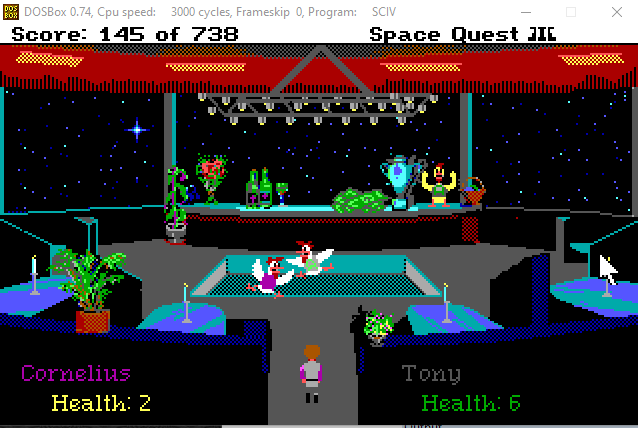 DOSBox 0.74, Cpu speed: 3000 cycles, Frameskip 0, Program: SCIV
Score: 145 of 738
Space Quest III
Cornelius
Health: 2
Tony
Health: 6